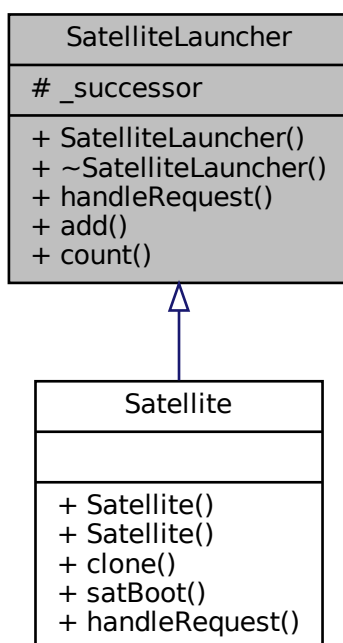 SatelliteLauncher
# _successor
+ SatelliteLauncher()
+ ~SatelliteLauncher()
+ handleRequest()
+ add()
+ count()
Satellite
+ Satellite()
+ Satellite()
+ clone()
+ satBoot()
+ handleRequest()